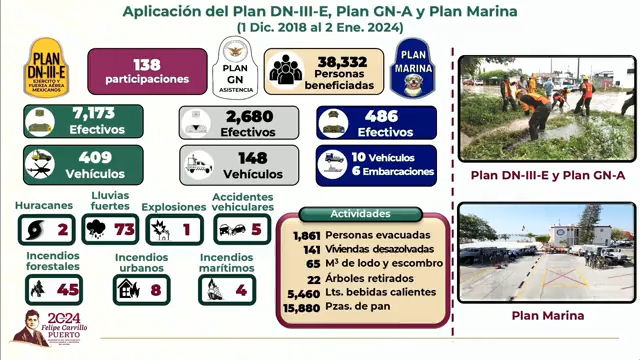 Aplicación del Plan DN-III-E, Plan GN-A y Plan Marina
(1 Dic. 2018 al 2 Ene. 2024)
PLAN
DN-III-E
EJÉRCITO Y
FUERZA AÉREA
MEXICANOS
138
participaciones
PLAN
GN
ASISTENCIA
38,332
Personas
beneficiadas
PLAN
MARINA
7,173
Efectivos
2,680
Efectivos
486
Efectivos
409
Vehículos
148
Vehículos
10 Vehículos
6 Embarcaciones
Plan DN-III-E y GN-A
Huracanes
2
Lluvias
fuertes
73
Explosiones
1
Accidentes
vehiculares
5
Incendios
forestales
45
Incendios
urbanos
8
Incendios
marítimos
4
Actividades
1,861 Personas evacuadas
141 Viviendas desazolvadas
65 M³ de lodo y escombro
22 Árboles retirados
5,460 Lts. bebidas calientes
15,880 Pzas. de pan
Plan Marina
2024
Felipe Carrillo
PUERTO